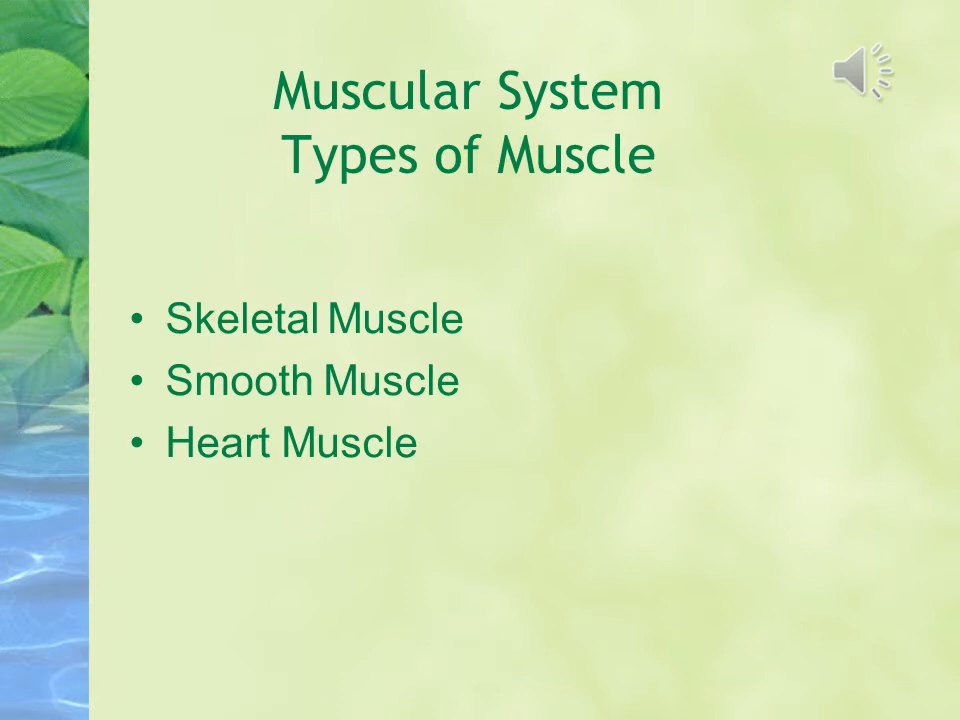 Muscular System
Types of Muscle
• Skeletal Muscle
• Smooth Muscle
• Heart Muscle